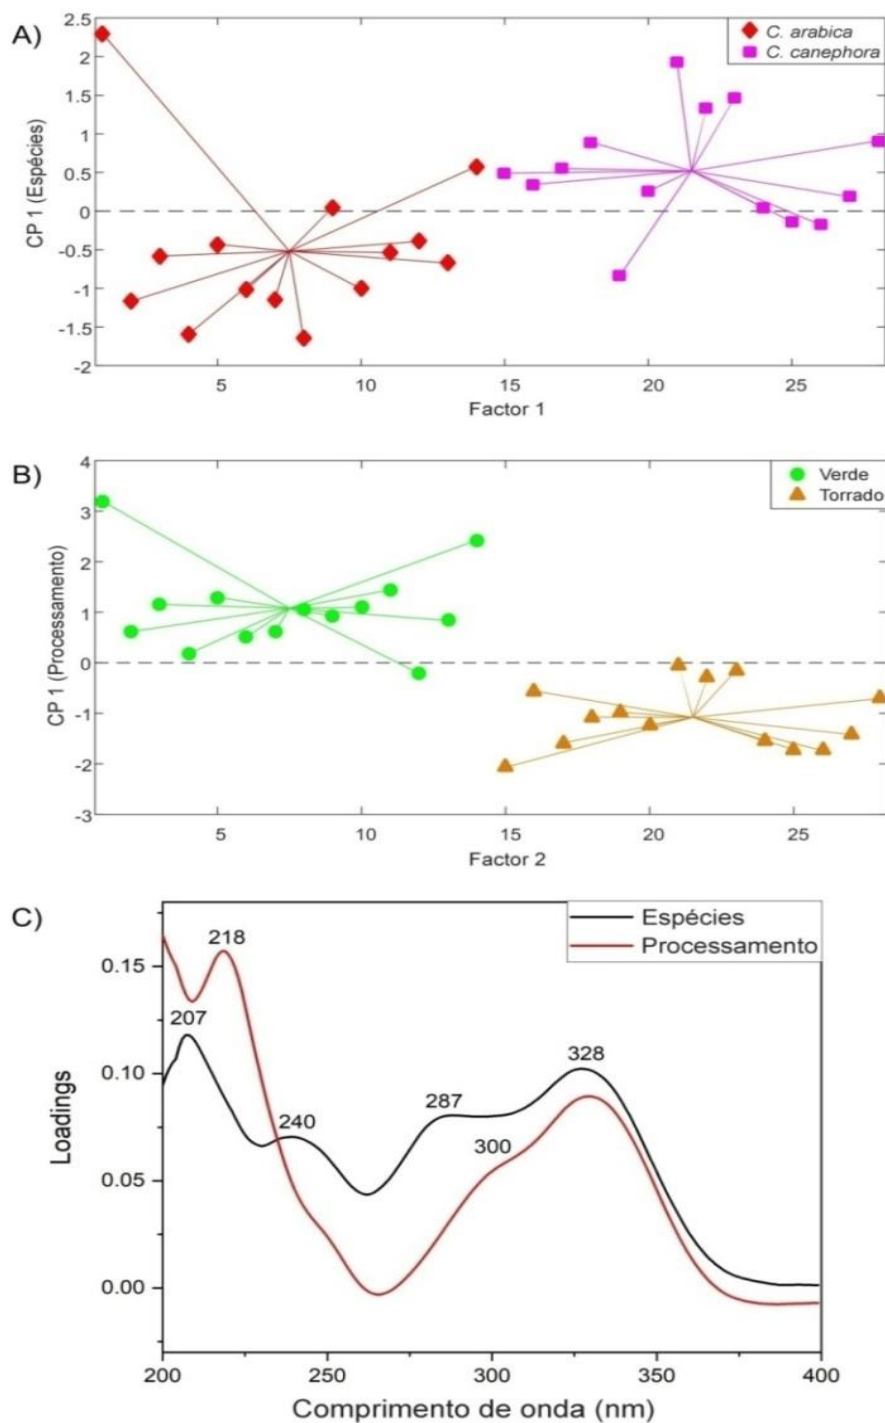 A)
C. arabica
C. canephora
CP 1 (Espécies)
2.5
2
1.5
1
0.5
0
-0.5
-1
-1.5
-2
5 10 15 20 25
Factor 1
B)
Verde
Torrado
CP 1 (Processamento)
4
3
2
1
0
-1
-2
-3
5 10 15 20 25
Factor 2
C)
Espécies
Processamento
Loadings
0.15
0.10
0.05
0.00
218
207
240
287
300
328
200 250 300 350 400
Comprimento de onda (nm)